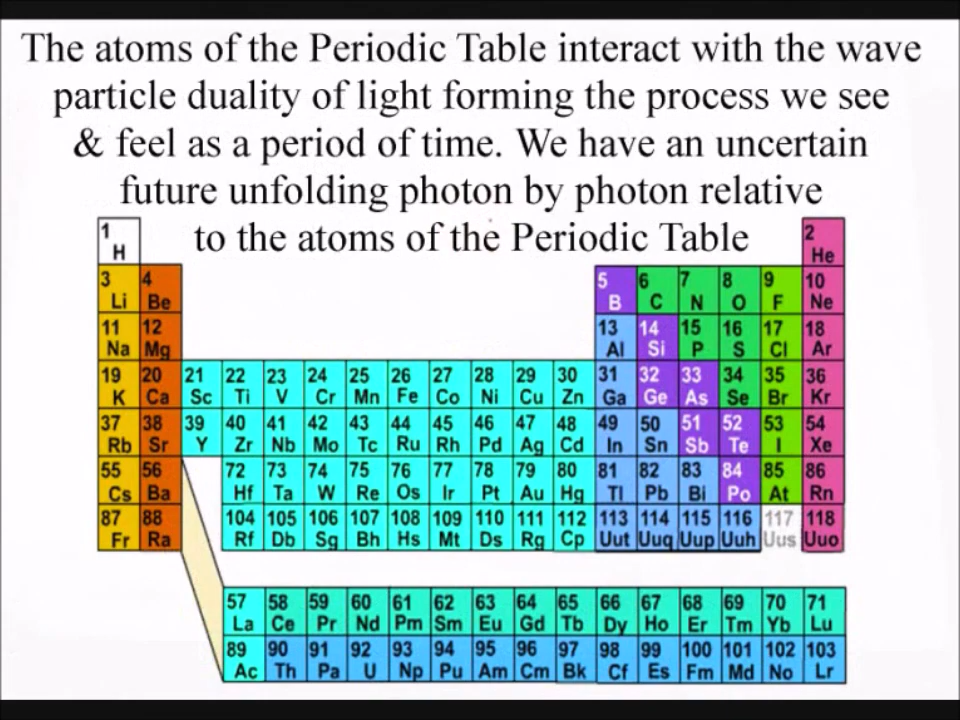 The atoms of the Periodic Table interact with the wave
particle duality of light forming the process we see
& feel as a period of time. We have an uncertain
future unfolding photon by photon relative
to the atoms of the Periodic Table
1 2
H He
3 4 5 6 7 8 9 10
Li Be B C N O F Ne
11 12 13 14 15 16 17 18
Na Mg Al Si P S Cl Ar
19 20 21 22 23 24 25 26 27 28 29 30 31 32 33 34 35 36
K Ca Sc Ti V Cr Mn Fe Co Ni Cu Zn Ga Ge As Se Br Kr
37 38 39 40 41 42 43 44 45 46 47 48 49 50 51 52 53 54
Rb Sr Y Zr Nb Mo Tc Ru Rh Pd Ag Cd In Sn Sb Te I Xe
55 56 72 73 74 75 76 77 78 79 80 81 82 83 84 85 86
Cs Ba Hf Ta W Re Os Ir Pt Au Hg Tl Pb Bi Po At Rn
87 88 104 105 106 107 108 109 110 111 112 113 114 115 116 117 118
Fr Ra Rf Db Sg Bh Hs Mt Ds Rg Cp Uut Uuq Uup Uuh Uus Uuo
57 58 59 60 61 62 63 64 65 66 67 68 69 70 71
La Ce Pr Nd Pm Sm Eu Gd Tb Dy Ho Er Tm Yb Lu
89 90 91 92 93 94 95 96 97 98 99 100 101 102 103
Ac Th Pa U Np Pu Am Cm Bk Cf Es Fm Md No Lr